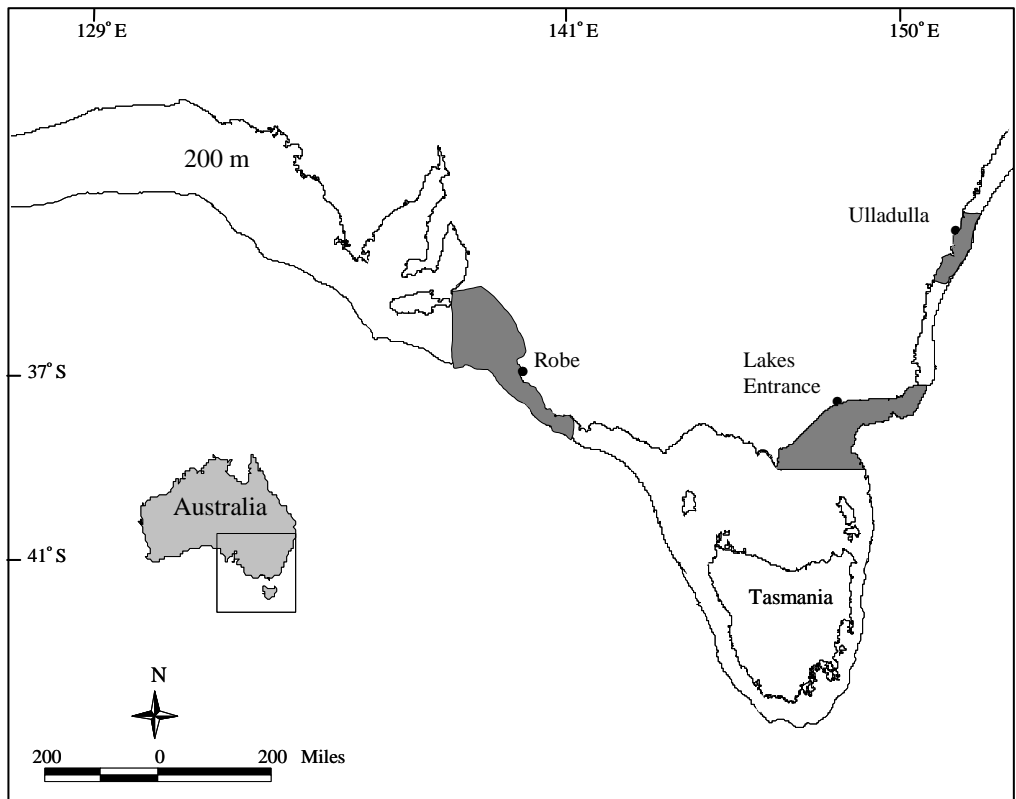 129° E
141° E
150° E
200 m
Ulladulla
Robe
Lakes
Entrance
37° S
Australia
41° S
Tasmania
N
200
0
200
Miles